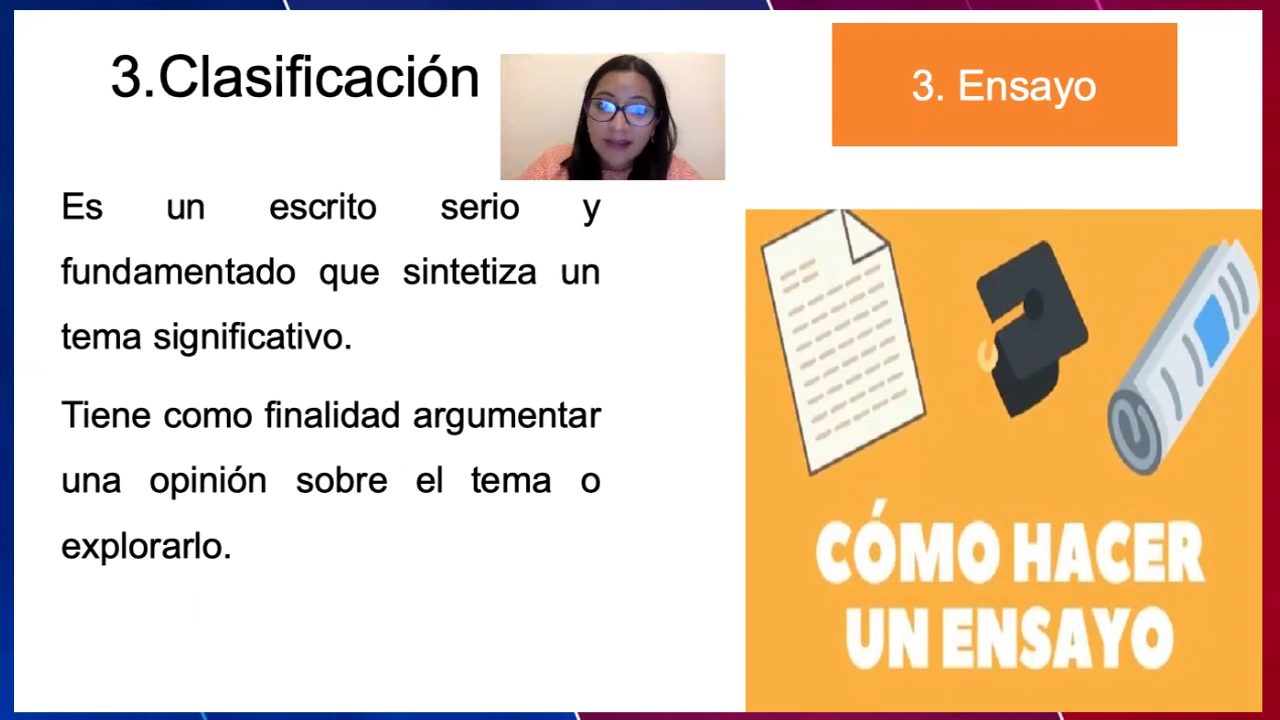 3.Clasificación
3. Ensayo
Es un escrito serio y
fundamentado que sintetiza un
tema significativo.
Tiene como finalidad argumentar
una opinión sobre el tema o
explorarlo.
CÓMO HACER
UN ENSAYO